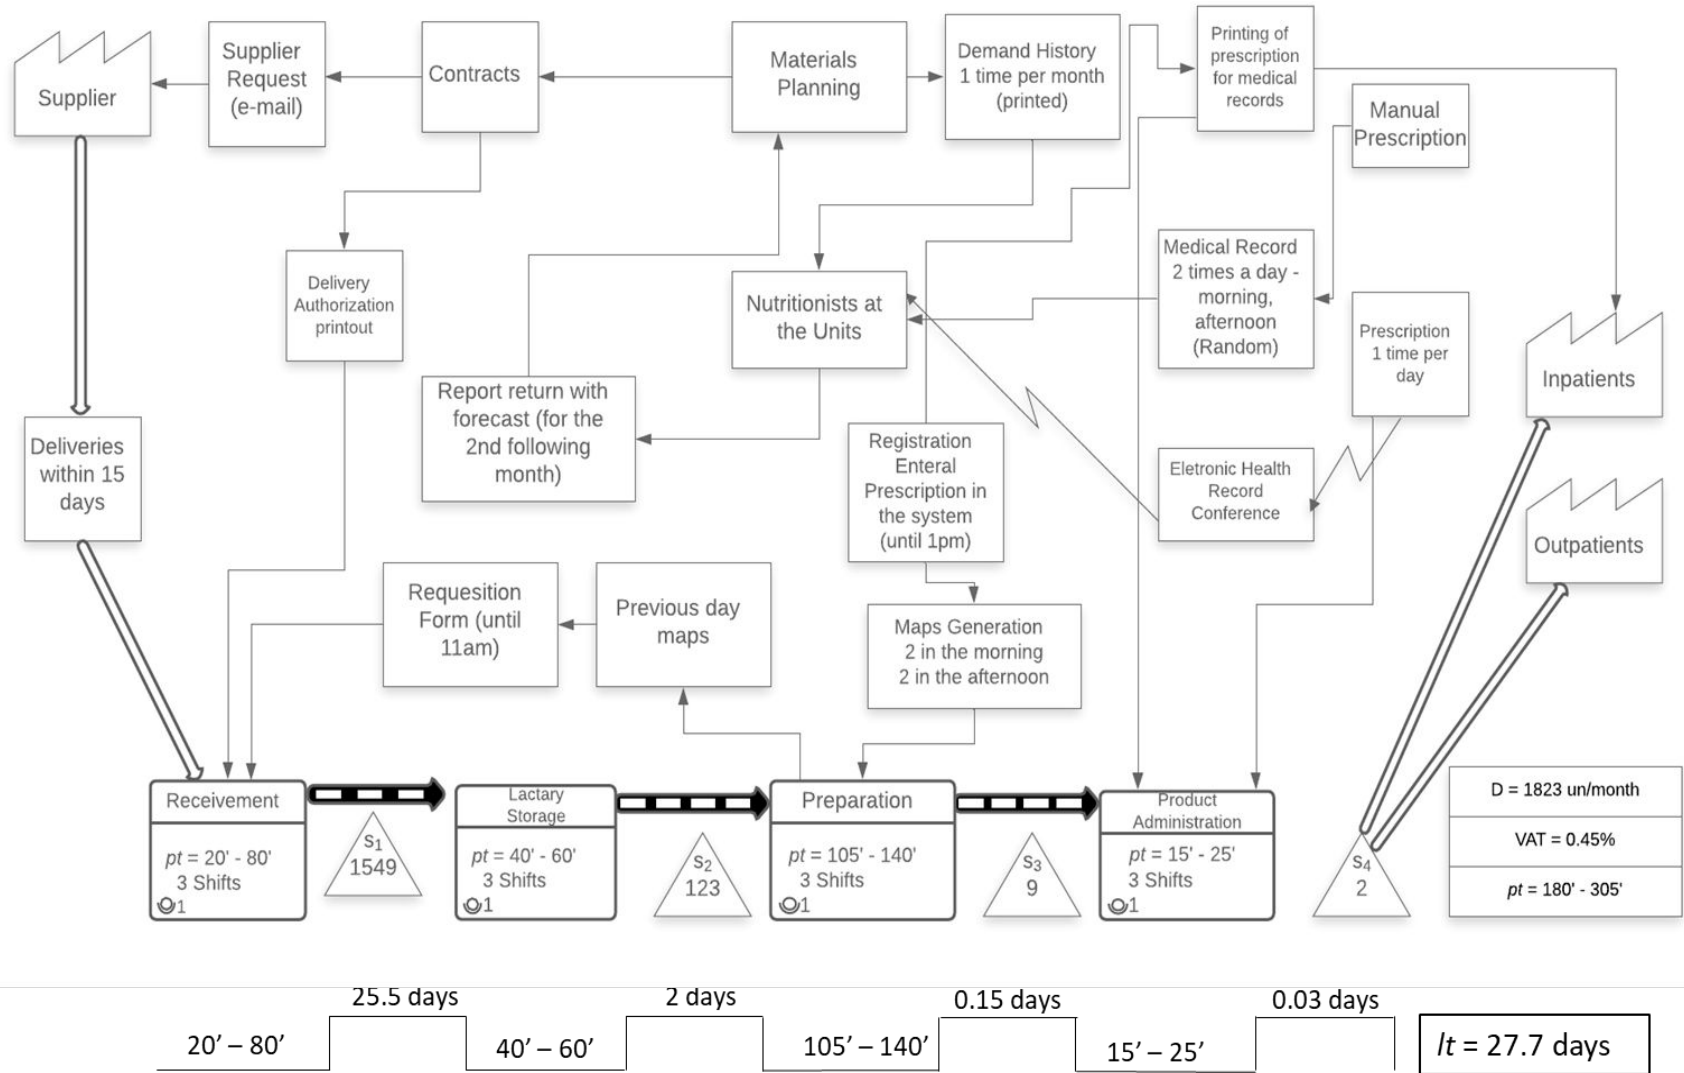 Supplier
Supplier
Request
(e-mail)
Contracts
Materials
Planning
Demand History
1 time per month
(printed)
Printing of
prescription
for medical
records
Manual
Prescription
Delivery
Authorization
printout
Nutritionists at
the Units
Medical Record
2 times a day -
morning,
afternoon
(Random)
Prescription
1 time per
day
Inpatients
Report return with
forecast (for the
2nd following
month)
Deliveries
within 15
days
Registration
Enteral
Prescription in
the system
(until 1pm)
Eletronic Health
Record
Conference
Outpatients
Requesition
Form (until
11am)
Previous day
maps
Maps Generation
2 in the morning
2 in the afternoon
Receivement
pt = 20' - 80'
3 Shifts
1
S1
1549
Lactary
Storage
pt = 40' - 60'
3 Shifts
1
S2
123
Preparation
pt = 105' - 140'
3 Shifts
1
S3
9
Product
Administration
pt = 15' - 25'
3 Shifts
1
S4
2
D = 1823 un/month
VAT = 0.45%
pt = 180' - 305'
25.5 days
2 days
0.15 days
0.03 days
20’ – 80’
40’ – 60’
105’ – 140’
15’ – 25’
lt = 27.7 days